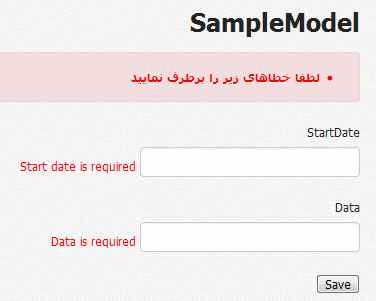 SampleModel
• لطفا خطاهای زیر را برطرف نمایید
StartDate
Start date is required
Data
Data is required
Save